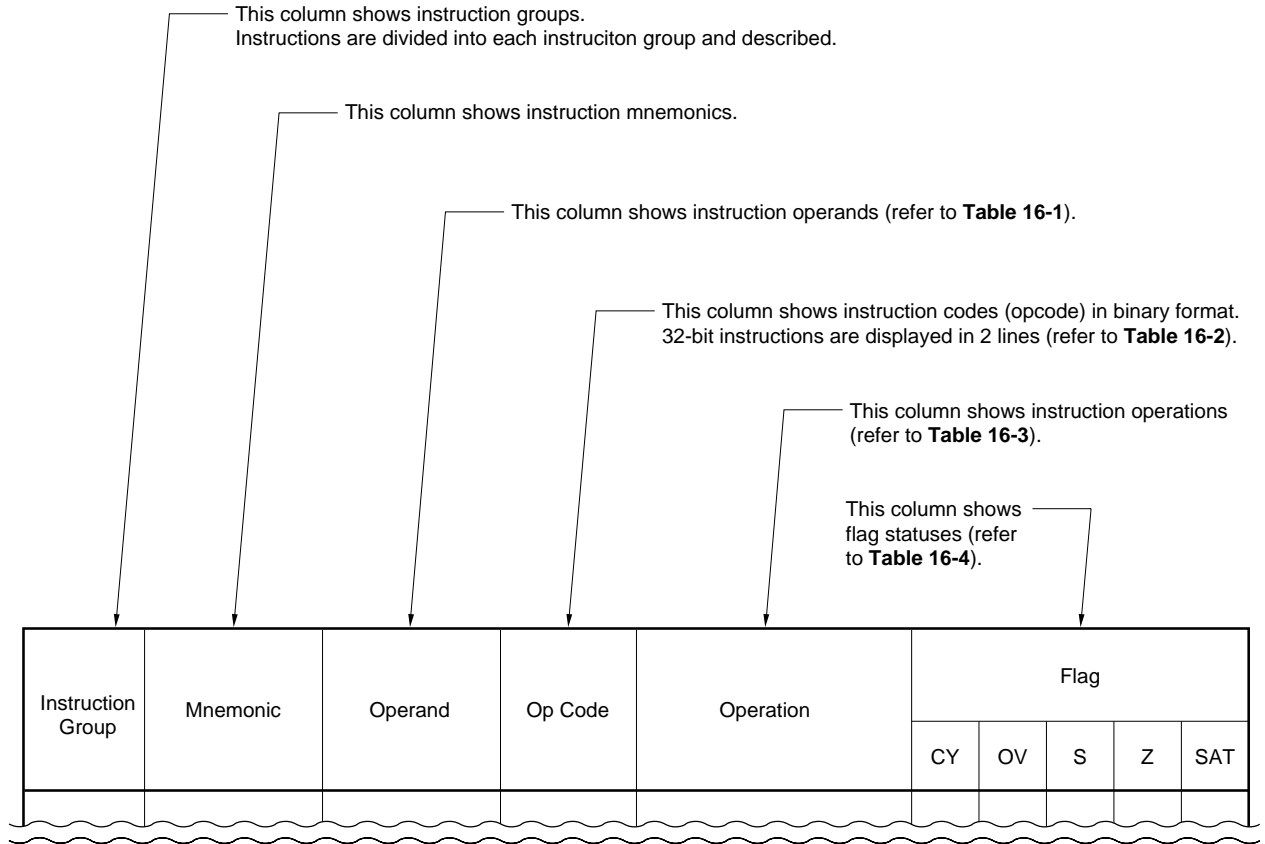 This column shows instruction groups.
Instructions are divided into each instruciton group and described.
This column shows instruction mnemonics.
This column shows instruction operands (refer to Table 16-1).
This column shows instruction codes (opcode) in binary format.
32-bit instructions are displayed in 2 lines (refer to Table 16-2).
This column shows instruction operations
(refer to Table 16-3).
This column shows
flag statuses (refer
to Table 16-4).
Instruction
Group
Mnemonic
Operand
Op Code
Operation
Flag
CY
OV
S
Z
SAT